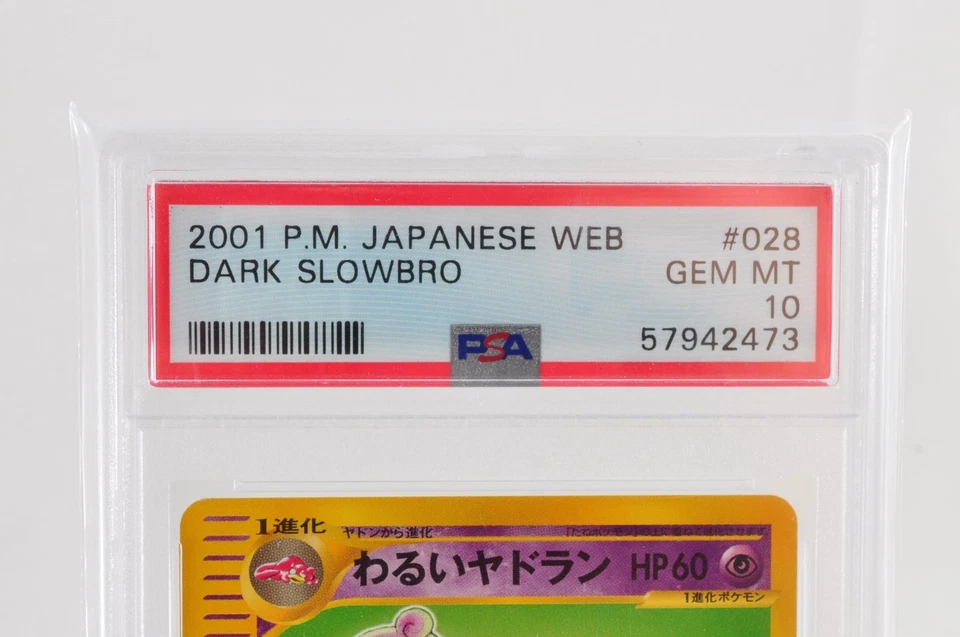 2001 P.M. JAPANESE WEB #028
DARK SLOWBRO GEM MT
10
57942473
PSA
1進化 ヤドンから進化
わるいヤドラン HP60
1進化ポケモン